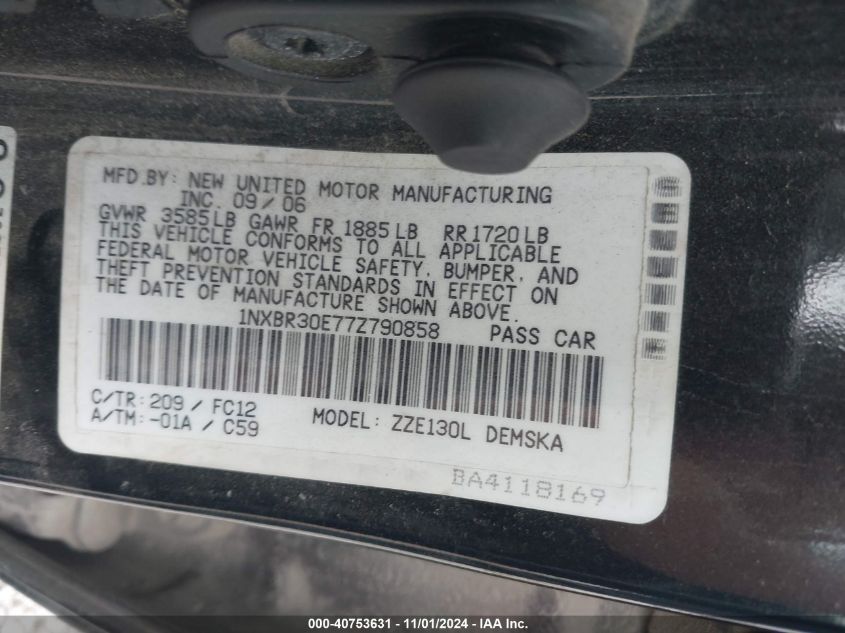 MFD.BY: NEW UNITED MOTOR MANUFACTURING
INC. 09/06
GVWR 3585LB GAWR FR 1885LB RR1720LB
THIS VEHICLE CONFORMS TO ALL APPLICABLE
FEDERAL MOTOR VEHICLE SAFETY, BUMPER, AND
THEFT PREVENTION STANDARDS IN EFFECT ON
THE DATE OF MANUFACTURE SHOWN ABOVE.
1NXBR30E77Z790858 PASS CAR
C/TR: 209 / FC12
A/TM: -01A / C59
MODEL: ZZE130L DEMSKA
BA4118169
000-40753631 - 11/01/2024 - IAA Inc.